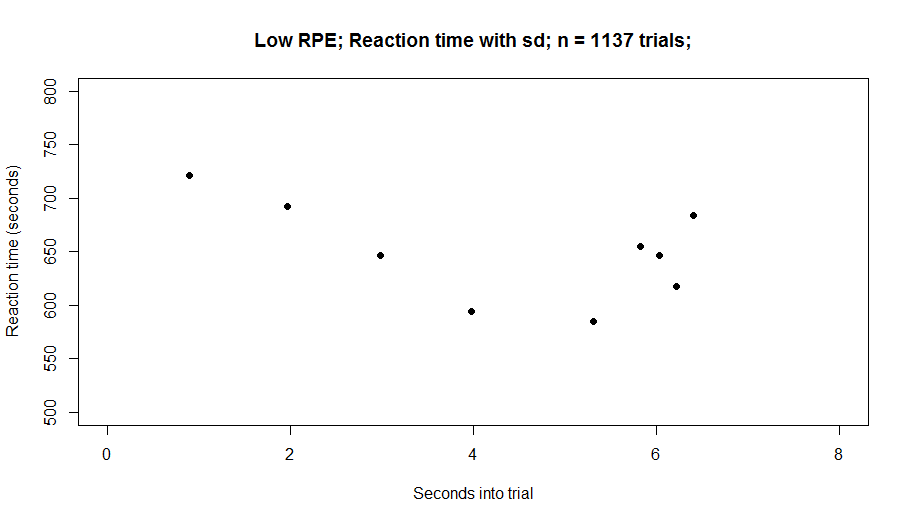 Low RPE; Reaction time with sd; n = 1137 trials;
800
750
700
650
600
550
500
Reaction time (seconds)
0 2 4 6 8
Seconds into trial